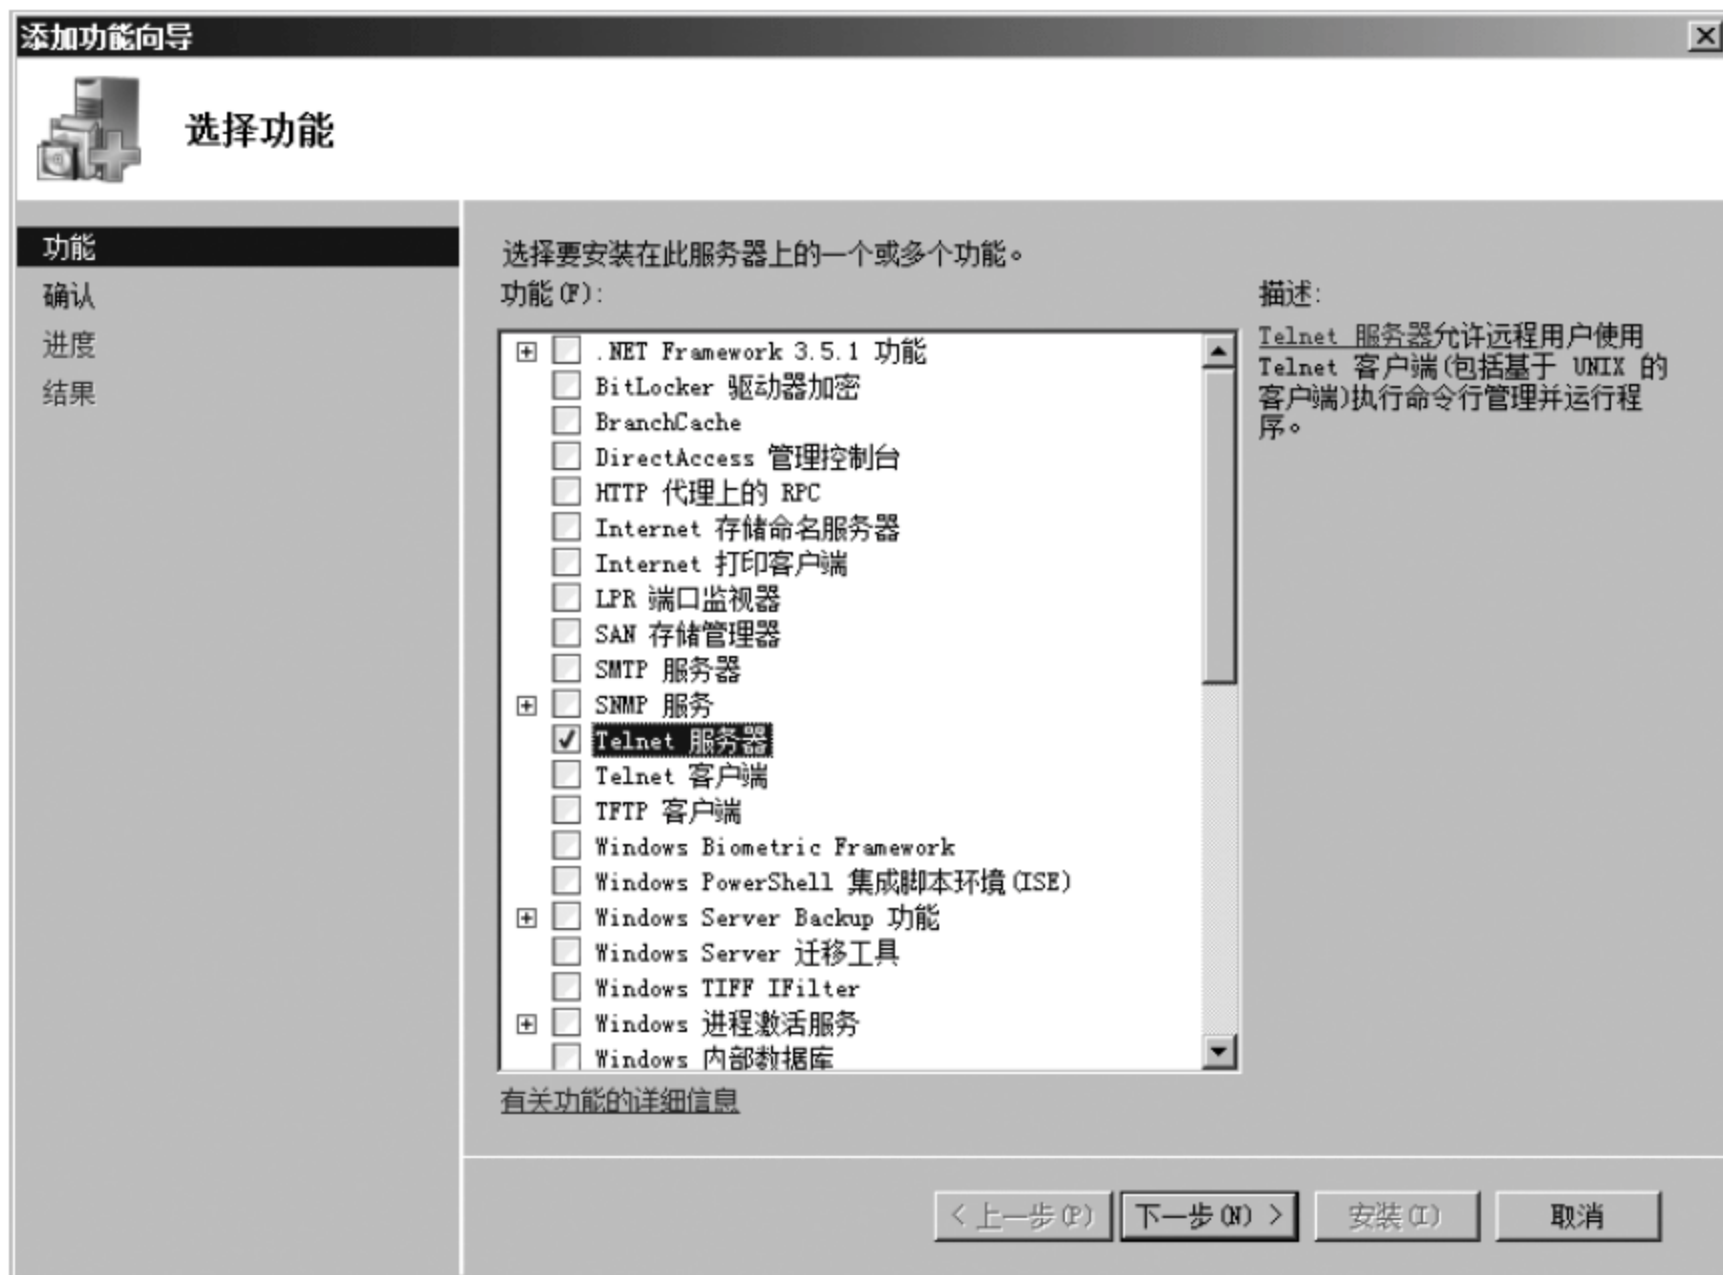 添加功能向导
选择功能
功能
确认
进度
结果
选择要安装在此服务器上的一个或多个功能。
功能(F):
.NET Framework 3.5.1 功能
BitLocker 驱动器加密
BranchCache
DirectAccess 管理控制台
HTTP 代理上的 RPC
Internet 存储命名服务器
Internet 打印客户端
LPR 端口监视器
SAN 存储管理器
SMTP 服务器
SNMP 服务
Telnet 服务器
Telnet 客户端
TFTP 客户端
Windows Biometric Framework
Windows PowerShell 集成脚本环境(ISE)
Windows Server Backup 功能
Windows Server 迁移工具
Windows TIFF IFilter
Windows 进程激活服务
Windows 内部数据库
有关功能的详细信息
描述:
Telnet 服务器允许远程用户使用
Telnet 客户端(包括基于 UNIX 的
客户端)执行命令行管理并运行程
序。
< 上一步(P)
下一步(N) >
安装(I)
取消